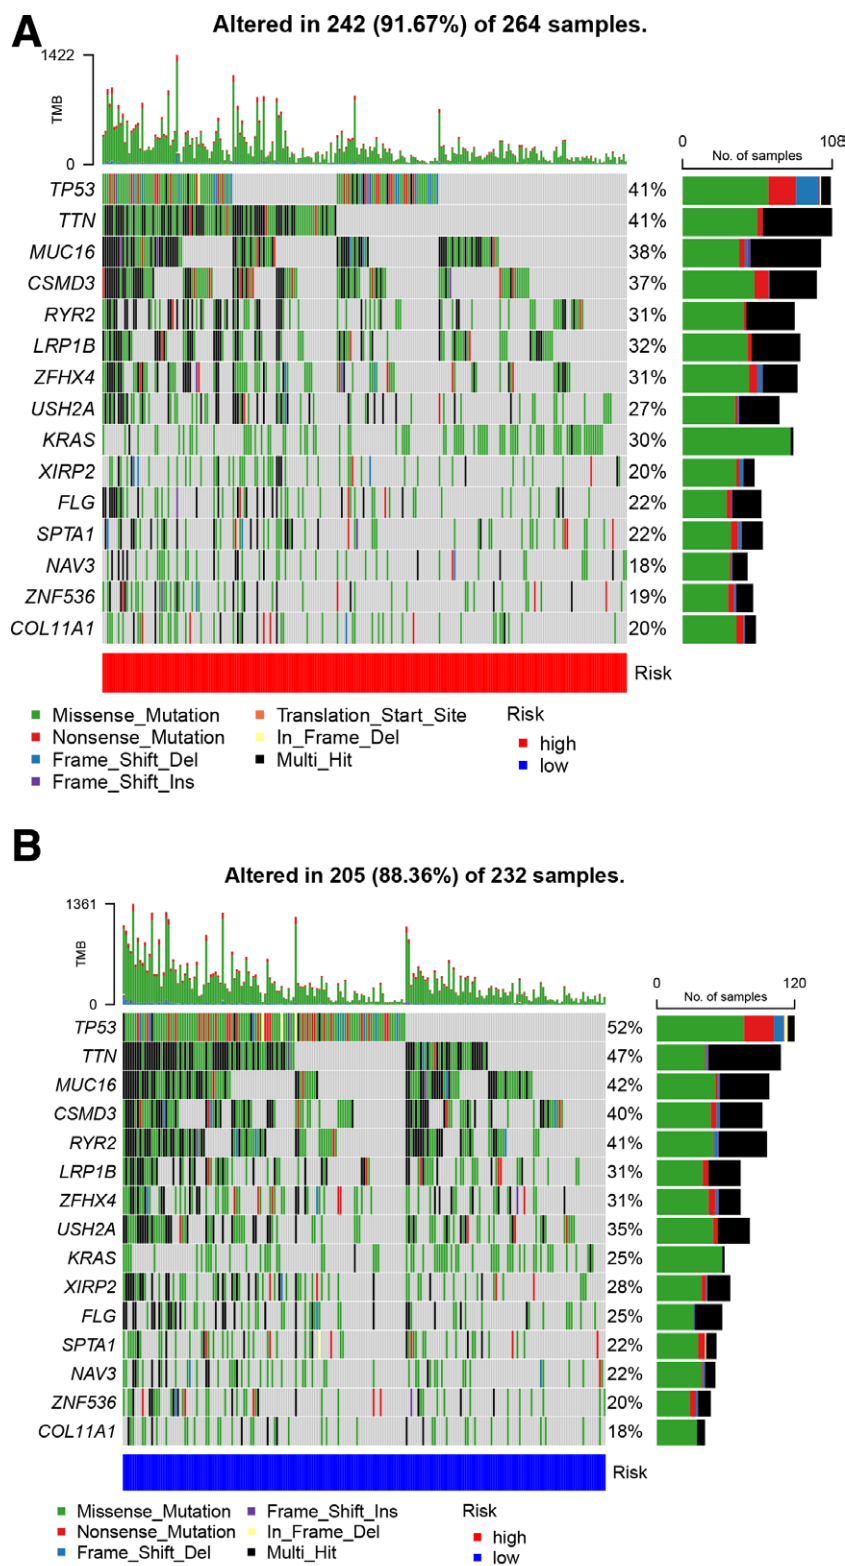 A
Altered in 242 (91.67%) of 264 samples.
1422
TMB
0
0 108
No. of samples
TP53 41%
TTN 41%
MUC16 38%
CSMD3 37%
RYR2 31%
LRP1B 32%
ZFHX4 31%
USH2A 27%
KRAS 30%
XIRP2 20%
FLG 22%
SPTA1 22%
NAV3 18%
ZNF536 19%
COL11A1 20%
Risk
Missense_Mutation Translation_Start_Site Risk
Nonsense_Mutation In_Frame_Del high
Frame_Shift_Del Multi_Hit low
Frame_Shift_Ins
B
Altered in 205 (88.36%) of 232 samples.
1361
TMB
0
0 120
No. of samples
TP53 52%
TTN 47%
MUC16 42%
CSMD3 40%
RYR2 41%
LRP1B 31%
ZFHX4 31%
USH2A 35%
KRAS 25%
XIRP2 28%
FLG 25%
SPTA1 22%
NAV3 22%
ZNF536 20%
COL11A1 18%
Risk
Missense_Mutation Frame_Shift_Ins Risk
Nonsense_Mutation In_Frame_Del high
Frame_Shift_Del Multi_Hit low